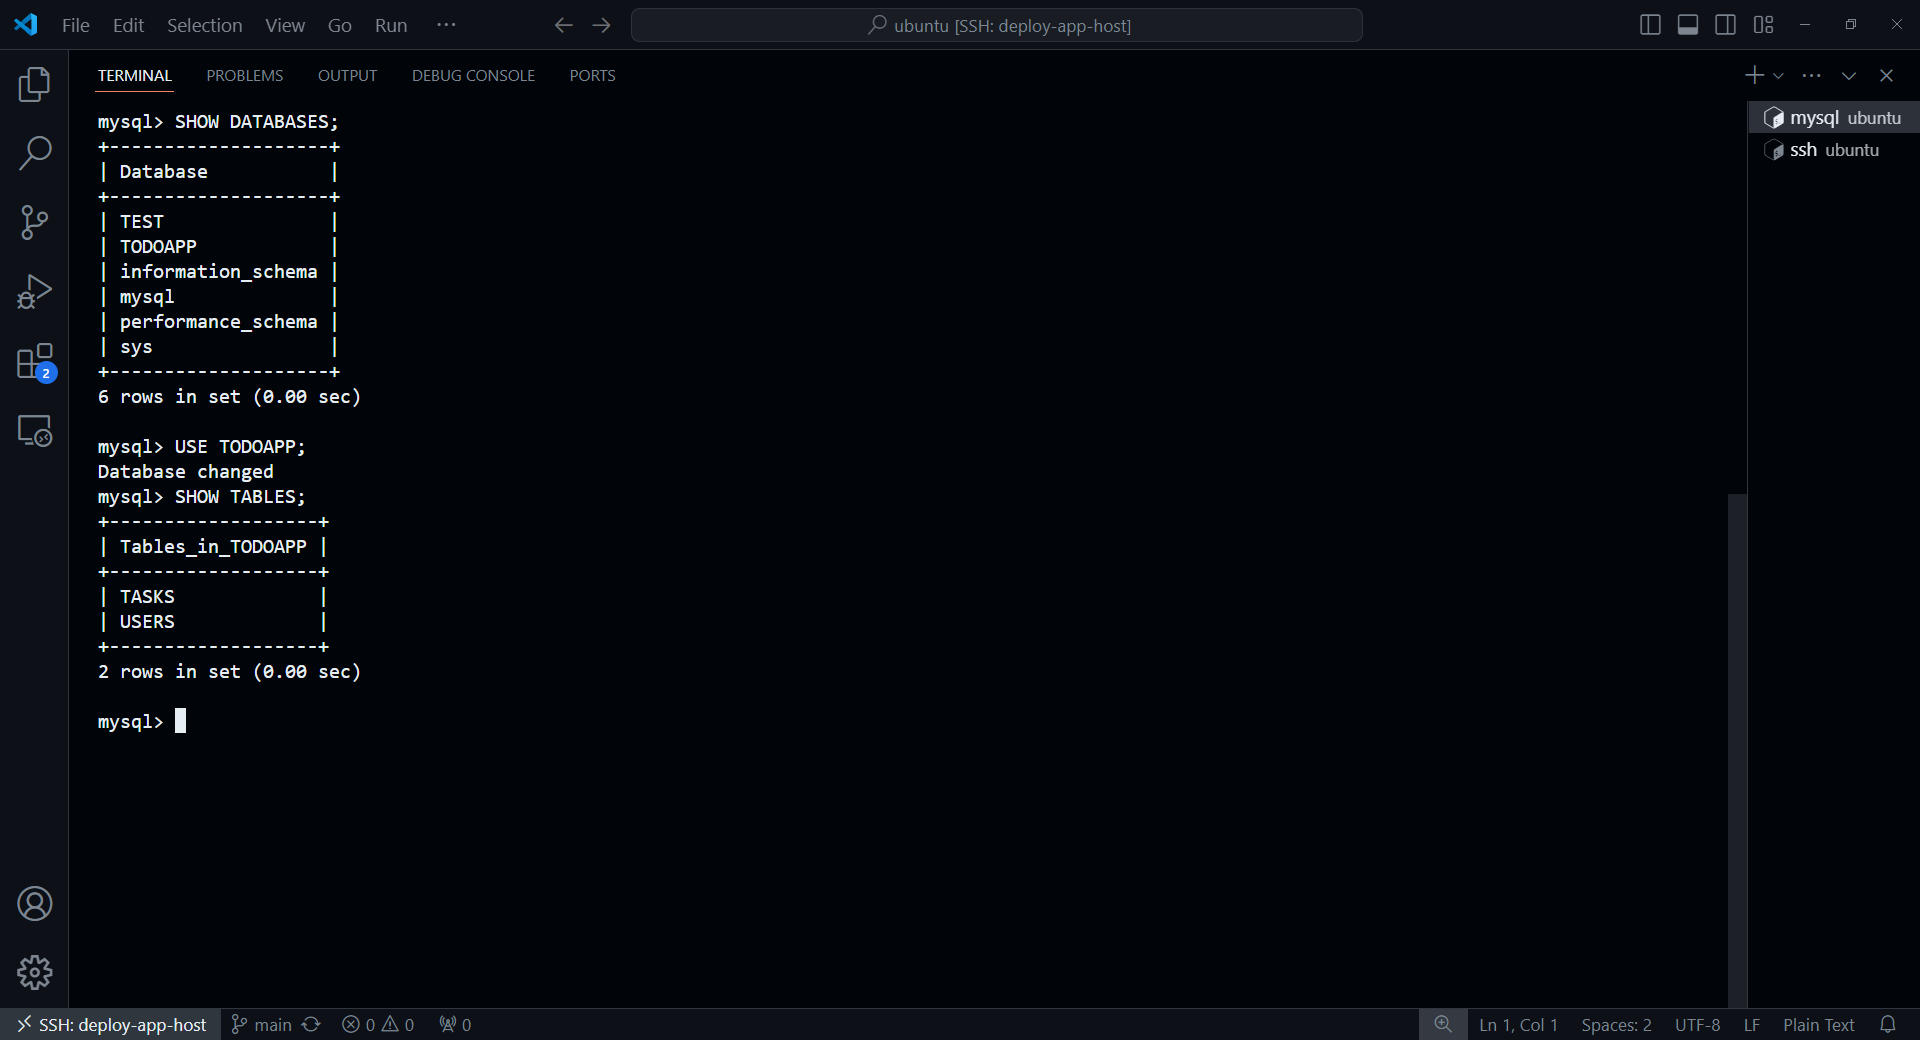 File Edit Selection View Go Run ···
ubuntu [SSH: deploy-app-host]
TERMINAL PROBLEMS OUTPUT DEBUG CONSOLE PORTS
mysql> SHOW DATABASES;
+--------------------+
| Database           |
+--------------------+
| TEST               |
| TODOAPP            |
| information_schema |
| mysql              |
| performance_schema |
| sys                |
+--------------------+
6 rows in set (0.00 sec)
mysql> USE TODOAPP;
Database changed
mysql> SHOW TABLES;
+-------------------+
| Tables_in_TODOAPP |
+-------------------+
| TASKS             |
| USERS             |
+-------------------+
2 rows in set (0.00 sec)
mysql>
mysql ubuntu
ssh ubuntu
2
SSH: deploy-app-host main 0 0 0 Ln 1, Col 1 Spaces: 2 UTF-8 LF Plain Text